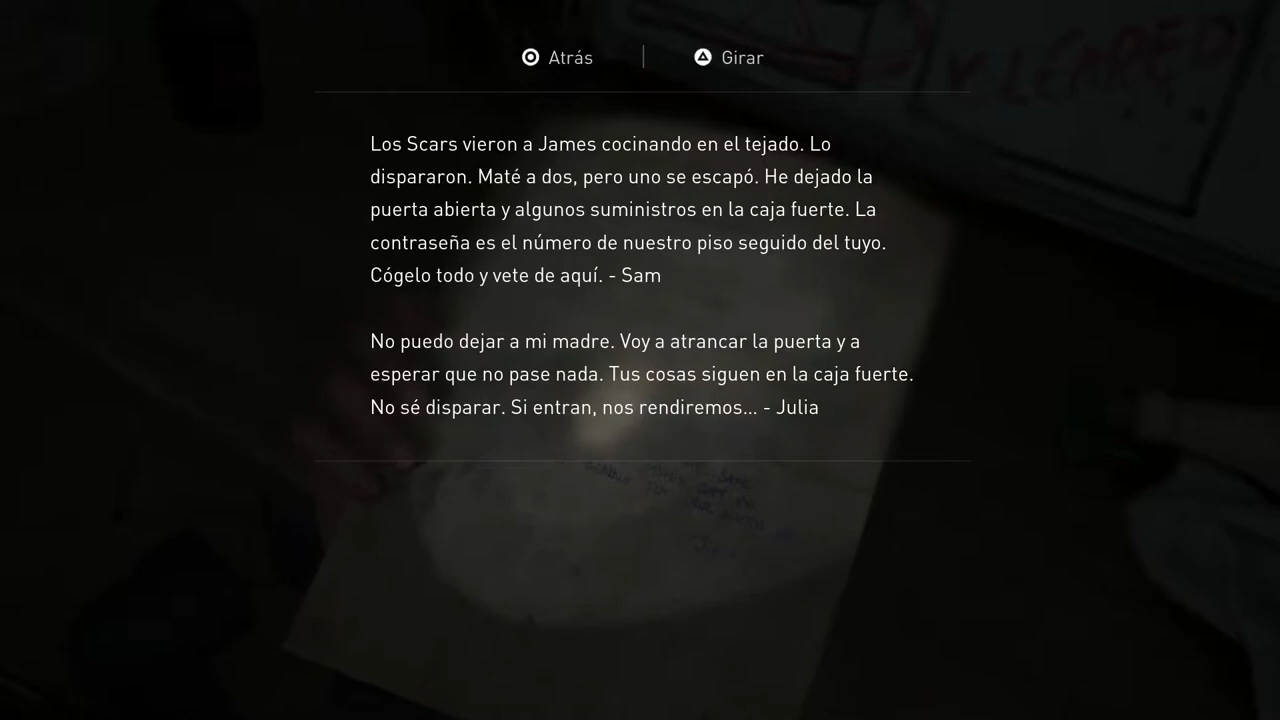 Atrás | Girar
Los Scars vieron a James cocinando en el tejado. Lo
dispararon. Maté a dos, pero uno se escapó. He dejado la
puerta abierta y algunos suministros en la caja fuerte. La
contraseña es el número de nuestro piso seguido del tuyo.
Cógelo todo y vete de aquí. - Sam
No puedo dejar a mi madre. Voy a atrancar la puerta y a
esperar que no pase nada. Tus cosas siguen en la caja fuerte.
No sé disparar. Si entran, nos rendiremos... - Julia